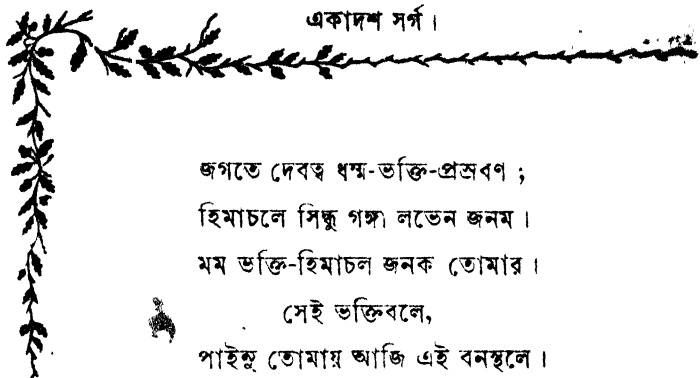 একাদশ সর্গ।
জগতে দেবত্ব ধর্ম্ম-ভক্তি-প্রস্রবণ;
হিমাচলে সিন্ধু গঙ্গা লভেন জনম।
মম ভক্তি-হিমাচল জনক তোমার।
সেই ভক্তিবলে,
পাইনু তোমায় আজি এই বনস্থলে।